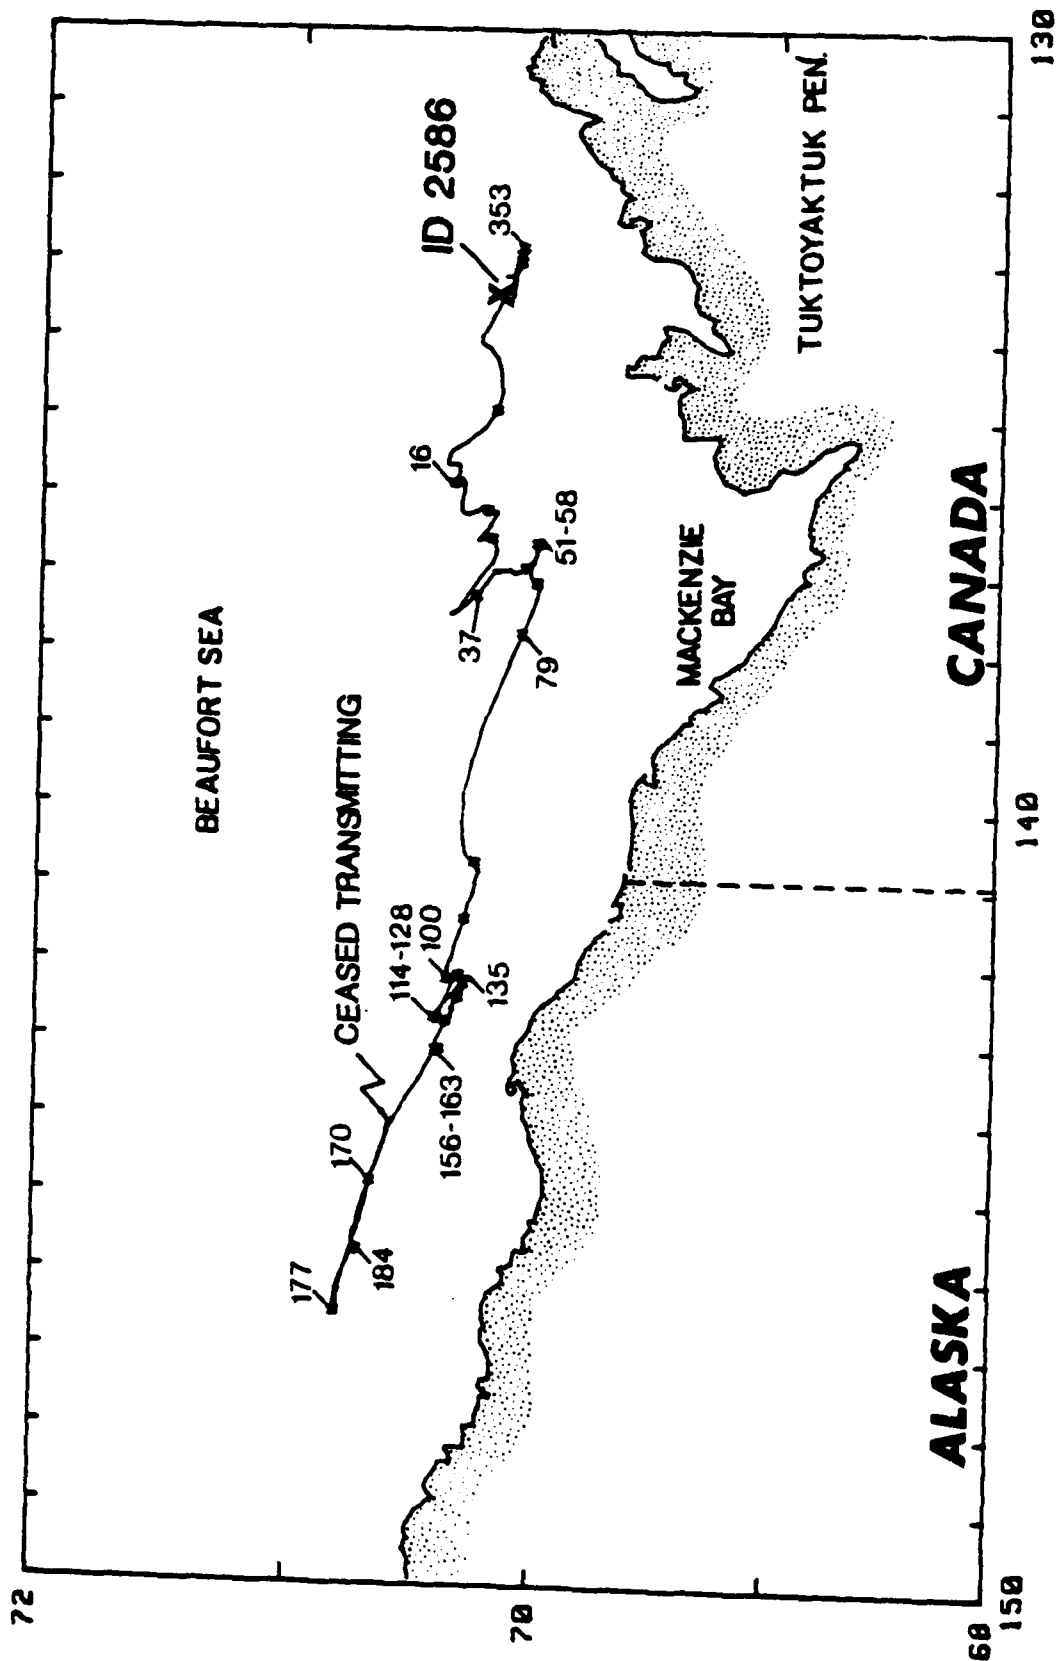 72
70
60
150
140
130
BEAUFORT SEA
ID 2586
353
16
37
51-58
79
CEASED TRANSMITTING
114-128
100
135
156-163
170
184
177
MACKENZIE
BAY
TUKTOYAKTUK PEN.
CANADA
ALASKA